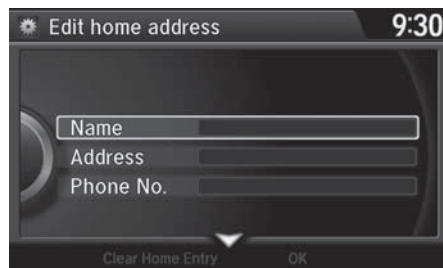 Edit home address 9:30
Name
Address
Phone No.
Clear Home Entry OK